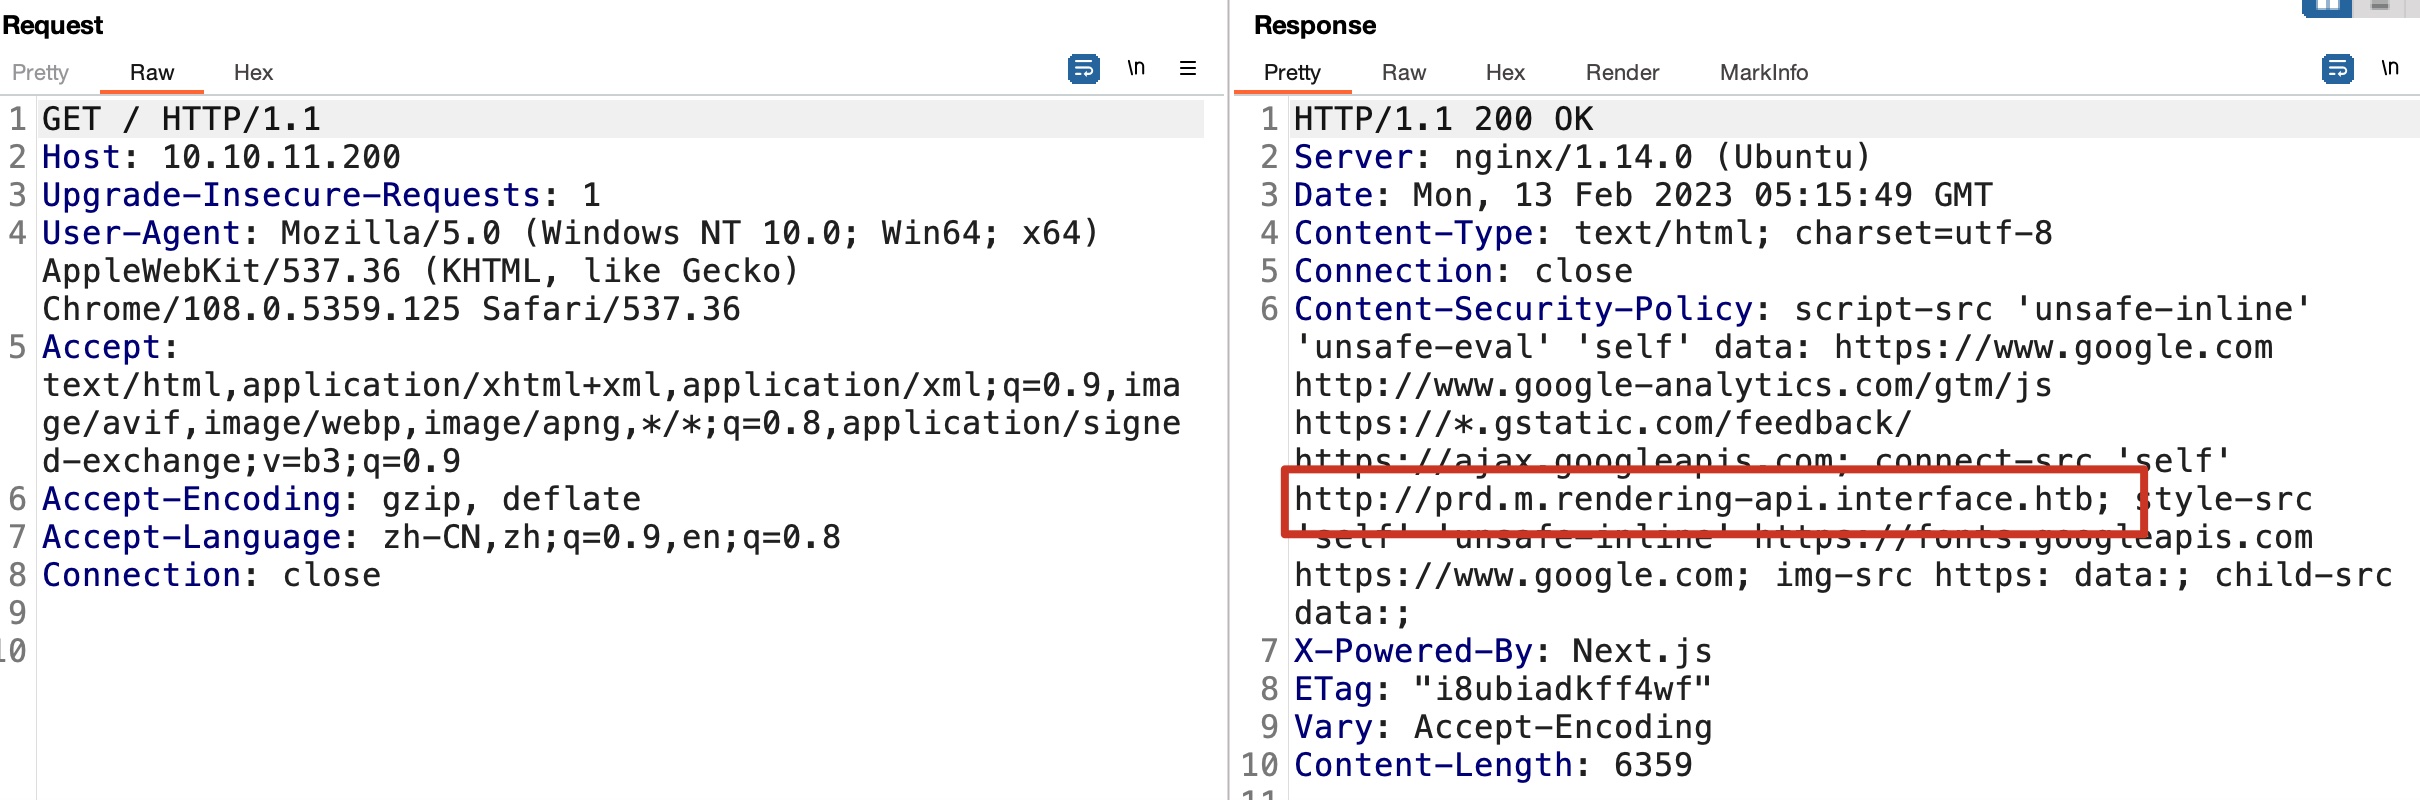 Request
Pretty Raw Hex \n
1 GET / HTTP/1.1
2 Host: 10.10.11.200
3 Upgrade-Insecure-Requests: 1
4 User-Agent: Mozilla/5.0 (Windows NT 10.0; Win64; x64)
AppleWebKit/537.36 (KHTML, like Gecko)
Chrome/108.0.5359.125 Safari/537.36
5 Accept:
text/html,application/xhtml+xml,application/xml;q=0.9,ima
ge/avif,image/webp,image/apng,*/*;q=0.8,application/signe
d-exchange;v=b3;q=0.9
6 Accept-Encoding: gzip, deflate
7 Accept-Language: zh-CN,zh;q=0.9,en;q=0.8
8 Connection: close
9
10
Response
Pretty Raw Hex Render MarkInfo \n
1 HTTP/1.1 200 OK
2 Server: nginx/1.14.0 (Ubuntu)
3 Date: Mon, 13 Feb 2023 05:15:49 GMT
4 Content-Type: text/html; charset=utf-8
5 Connection: close
6 Content-Security-Policy: script-src 'unsafe-inline'
'unsafe-eval' 'self' data: https://www.google.com
http://www.google-analytics.com/gtm/js
https://*.gstatic.com/feedback/
https://ajax.googleapis.com; connect-src 'self'
http://prd.m.rendering-api.interface.htb; style-src
'self' 'unsafe-inline' https://fonts.googleapis.com
https://www.google.com; img-src https: data:; child-src
data:;
7 X-Powered-By: Next.js
8 ETag: "i8ubiadkff4wf"
9 Vary: Accept-Encoding
10 Content-Length: 6359
11